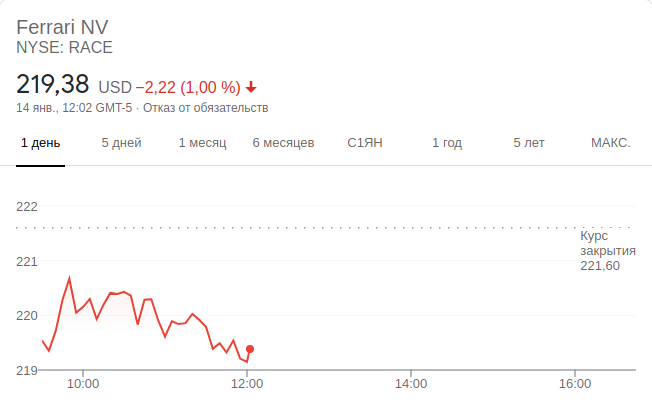 Ferrari NV
NYSE: RACE
219,38 USD −2,22 (1,00 %)
14 янв., 12:02 GMT-5 · Отказ от обязательств
1 день 5 дней 1 месяц 6 месяцев С1ЯН 1 год 5 лет МАКС.
222
Курс
закрытия
221,60
221
220
219
10:00 12:00 14:00 16:00